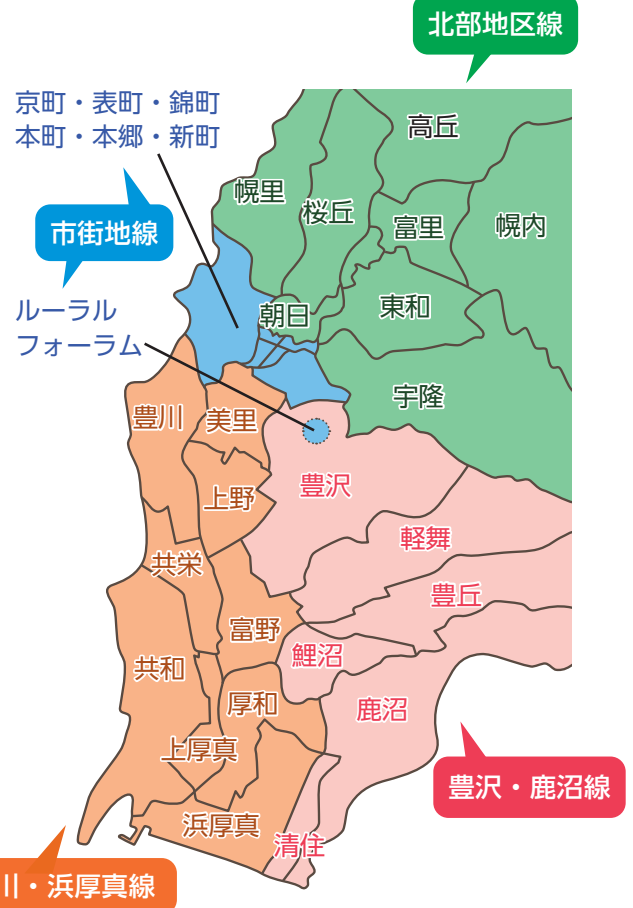 北部地区線
京町・表町・錦町
本町・本郷・新町
市街地線
ルーラル
フォーラム
高丘
幌里
桜丘
富里
幌内
朝日
東和
宇隆
豊川
美里
豊沢
上野
軽舞
共栄
豊丘
富野
鯉沼
共和
厚和
鹿沼
上厚真
豊沢・鹿沼線
浜厚真
清住
川・浜厚真線